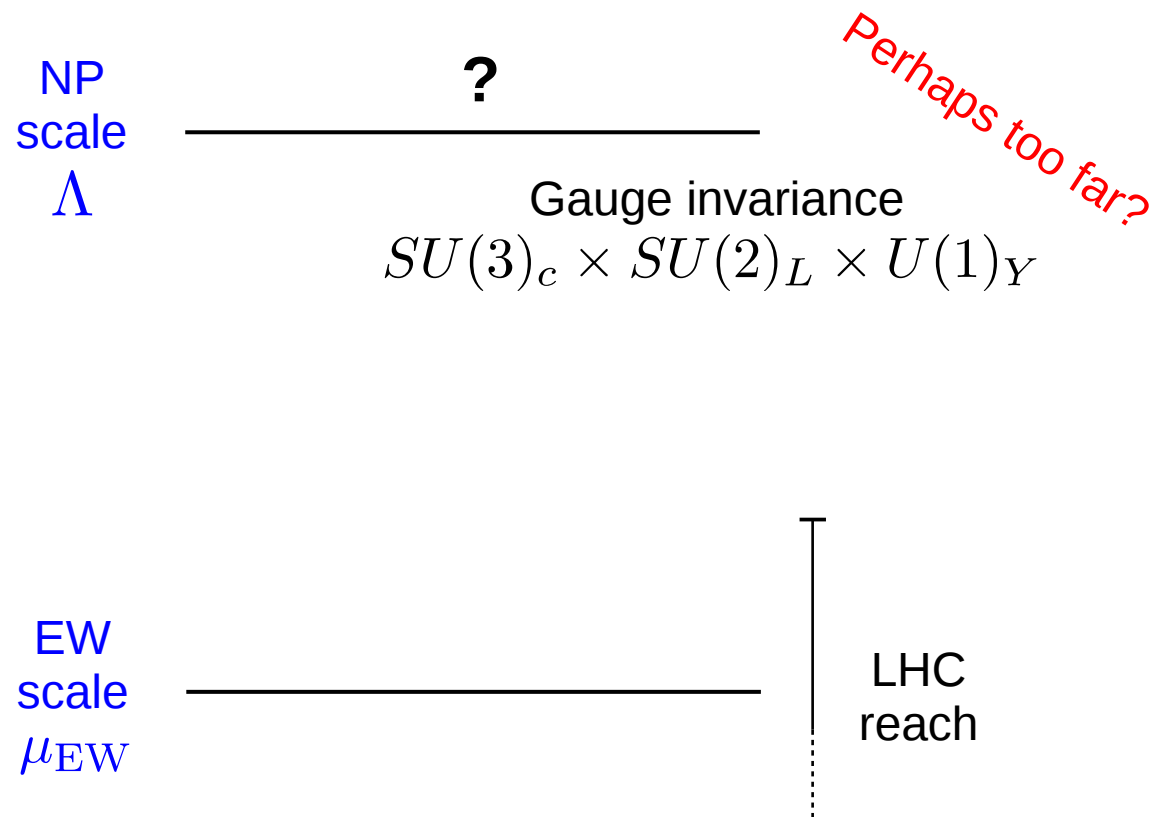 NP
scale
Λ
?
Perhaps too far?
Gauge invariance
SU(3)_c × SU(2)_L × U(1)_Y
EW
scale
μ_EW
LHC
reach